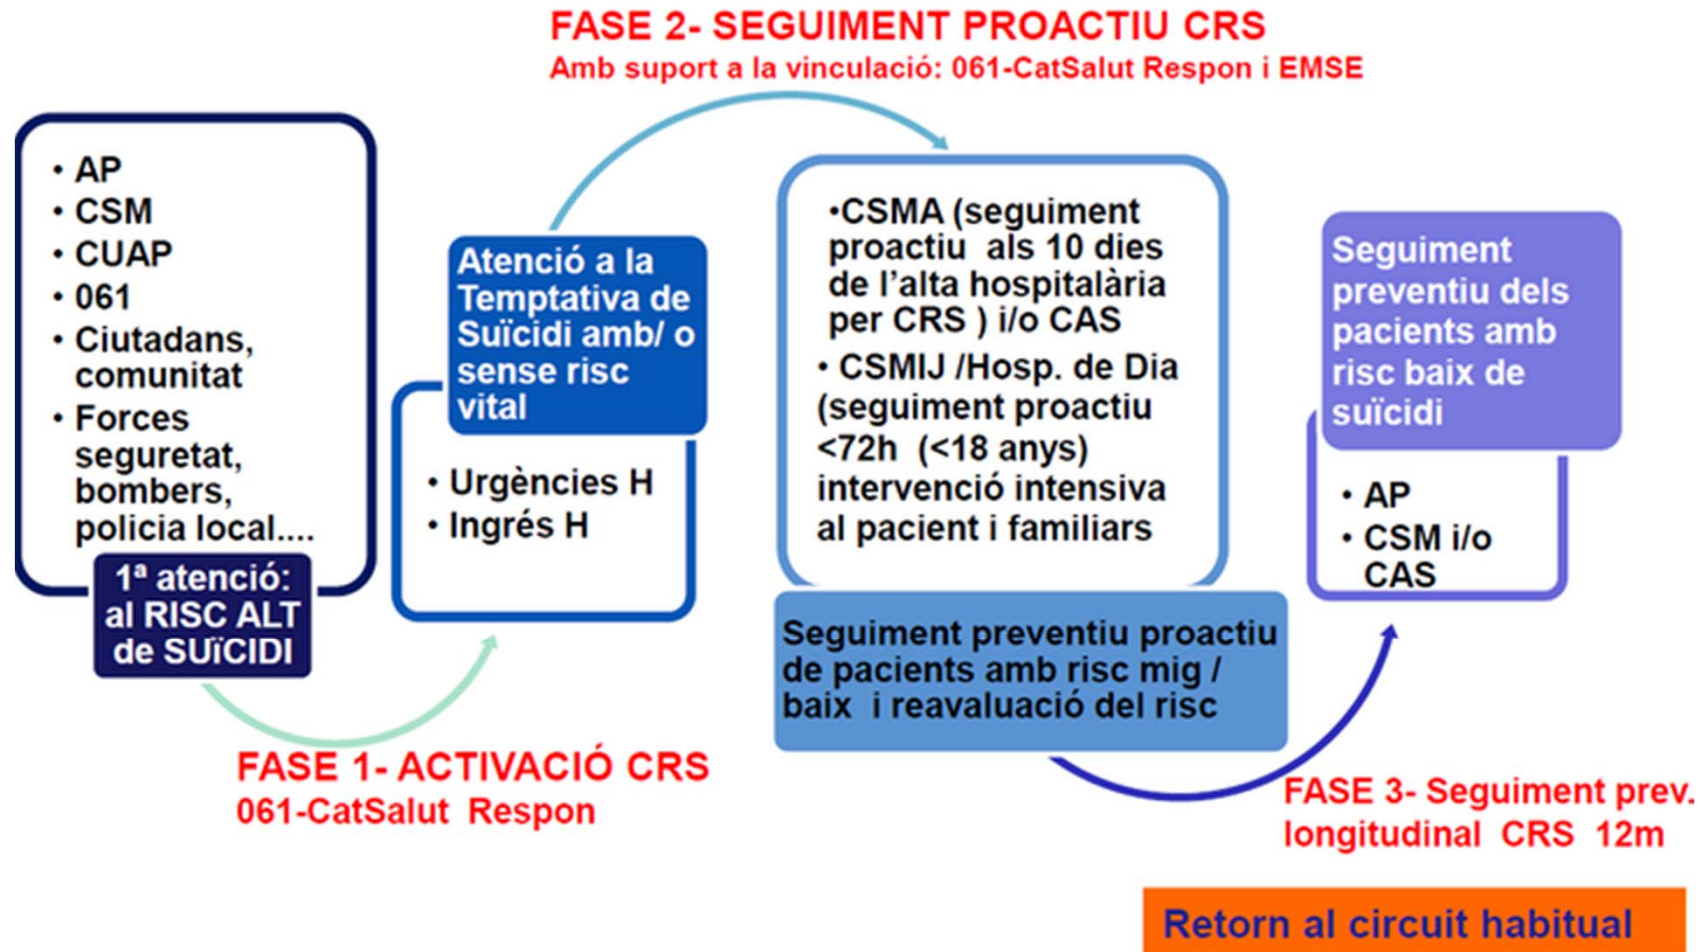 FASE 2- SEGUIMENT PROACTIU CRS
Amb suport a la vinculació: 061-CatSalut Respon i EMSE
• AP
• CSM
• CUAP
• 061
• Ciutadans,
comunitat
• Forces
seguretat,
bombers,
policia local....
1ª atenció:
al RISC ALT
de SUïCIDI
FASE 1- ACTIVACIÓ CRS
061-CatSalut Respon
Atenció a la
Temptativa de
Suïcidi amb/ o
sense risc
vital
• Urgències H
• Ingrés H
•CSMA (seguiment
proactiu als 10 dies
de l'alta hospitalària
per CRS ) i/o CAS
• CSMIJ /Hosp. de Dia
(seguiment proactiu
<72h (<18 anys)
intervenció intensiva
al pacient i familiars
Seguiment preventiu proactiu
de pacients amb risc mig /
baix i reavaluació del risc
Seguiment
preventiu dels
pacients amb
risc baix de
suïcidi
• AP
• CSM i/o
CAS
FASE 3- Seguiment prev.
longitudinal CRS 12m
Retorn al circuit habitual